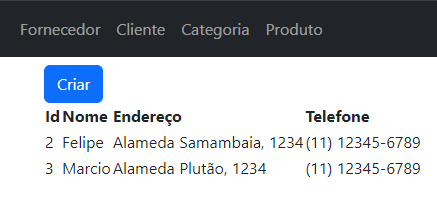 Fornecedor Cliente Categoria Produto
Criar
Id Nome Endereço Telefone
2 Felipe Alameda Samambaia, 1234 (11) 12345-6789
3 Marcio Alameda Plutão, 1234 (11) 12345-6789